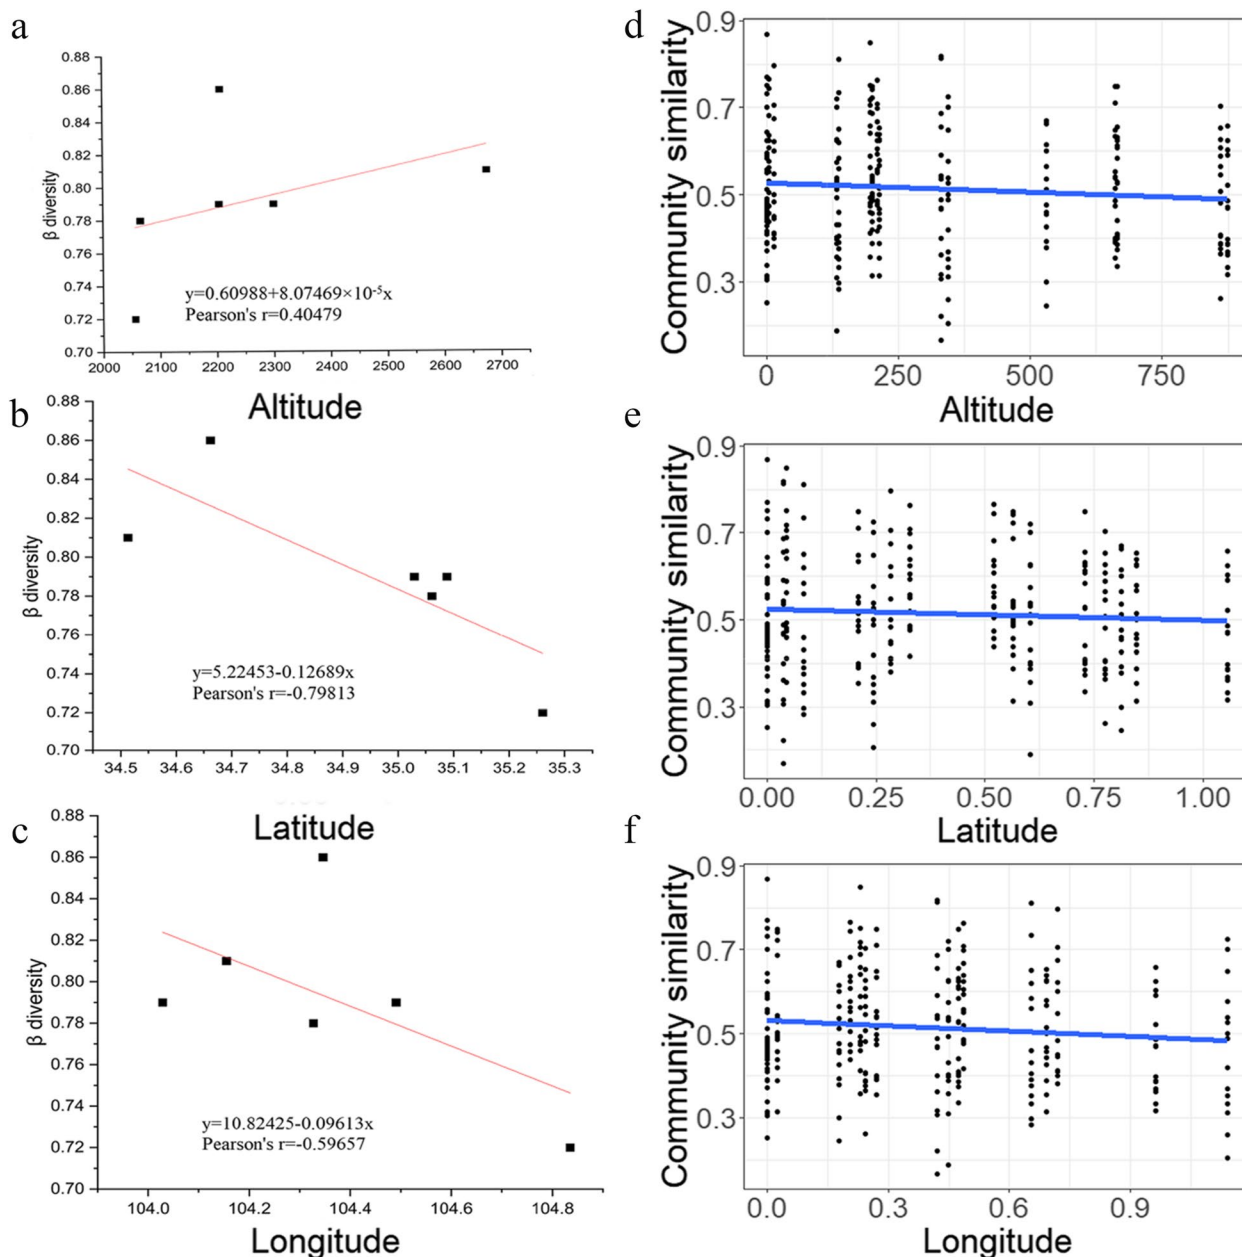 a
0.88
0.86
0.84
0.82
0.80
0.78
0.76
0.74
0.72
0.70
β diversity
y=0.60988+8.07469×10⁻⁵x
Pearson's r=0.40479
2000 2100 2200 2300 2400 2500 2600 2700
Altitude
b
0.88
0.86
0.84
0.82
0.80
0.78
0.76
0.74
0.72
0.70
β diversity
y=5.22453-0.12689x
Pearson's r=-0.79813
34.5 34.6 34.7 34.8 34.9 35.0 35.1 35.2 35.3
Latitude
c
0.88
0.86
0.84
0.82
0.80
0.78
0.76
0.74
0.72
0.70
β diversity
y=10.82425-0.09613x
Pearson's r=-0.59657
104.0 104.2 104.4 104.6 104.8
Longitude
d
0.9
0.7
0.5
0.3
Community similarity
0 250 500 750
Altitude
e
0.9
0.7
0.5
0.3
Community similarity
0.00 0.25 0.50 0.75 1.00
Latitude
f
0.9
0.7
0.5
0.3
Community similarity
0.0 0.3 0.6 0.9
Longitude